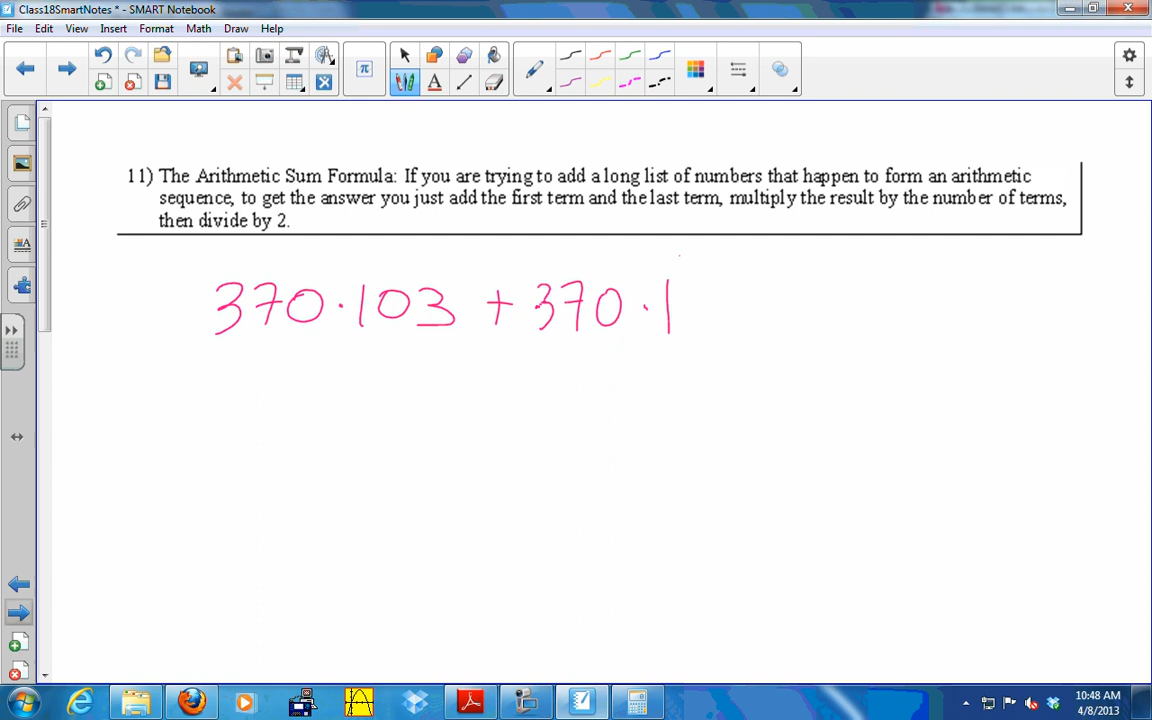 Class18SmartNotes * - SMART Notebook
File Edit View Insert Format Math Draw Help
π
A
11) The Arithmetic Sum Formula: If you are trying to add a long list of numbers that happen to form an arithmetic
sequence, to get the answer you just add the first term and the last term, multiply the result by the number of terms,
then divide by 2.
370·103 + 370·1
10:48 AM
4/8/2013